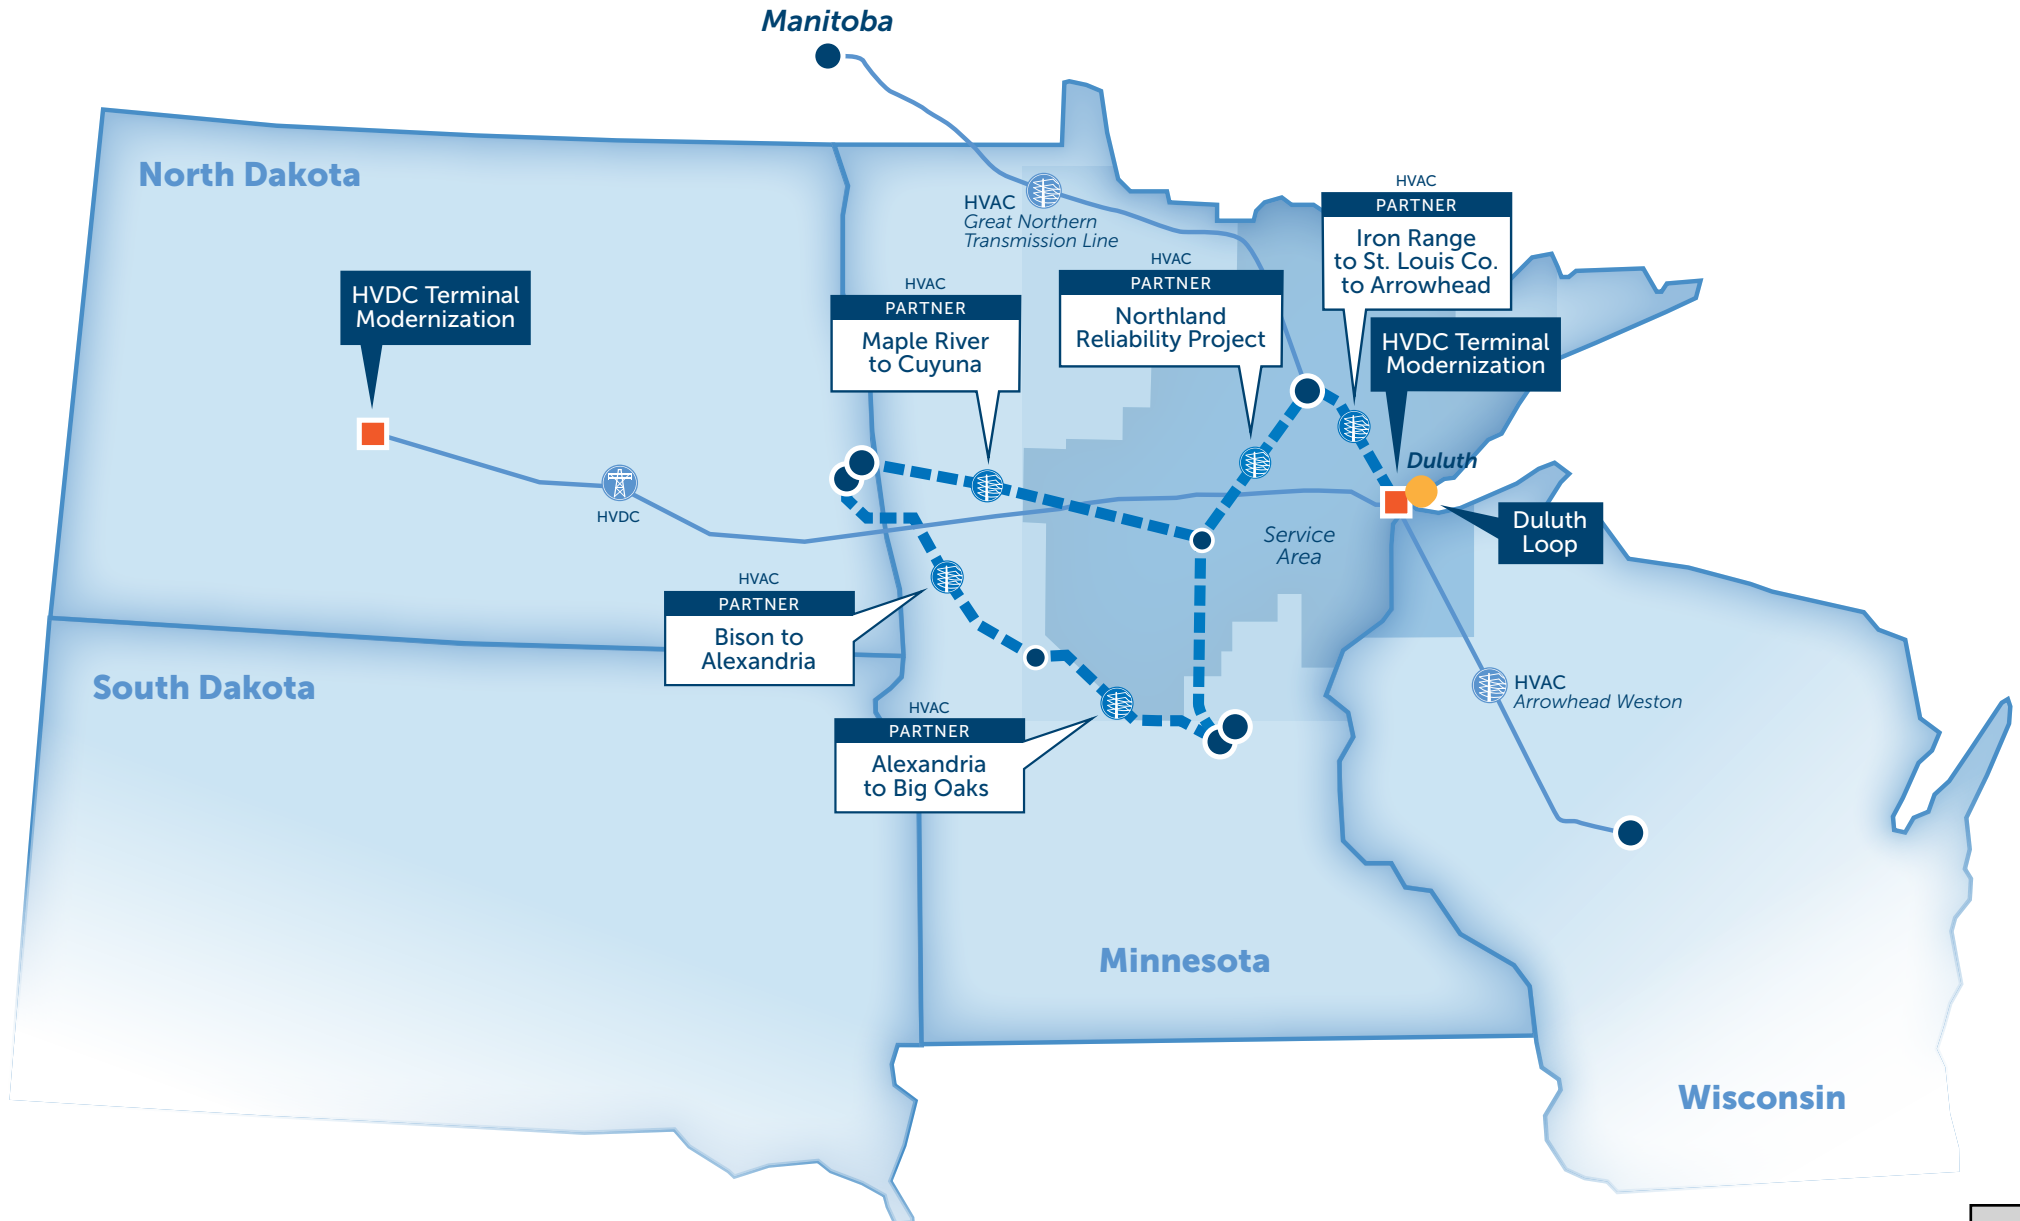 Manitoba
North Dakota
HVAC
Great Northern
Transmission Line
HVAC
PARTNER
Iron Range
to St. Louis Co.
to Arrowhead
HVAC
PARTNER
Northland
Reliability Project
HVAC
PARTNER
Maple River
to Cuyuna
HVDC Terminal
Modernization
HVDC Terminal
Modernization
Duluth
HVDC
Duluth
Loop
Service
Area
HVAC
PARTNER
Bison to
Alexandria
South Dakota
HVAC
Arrowhead Weston
HVAC
PARTNER
Alexandria
to Big Oaks
Minnesota
Wisconsin